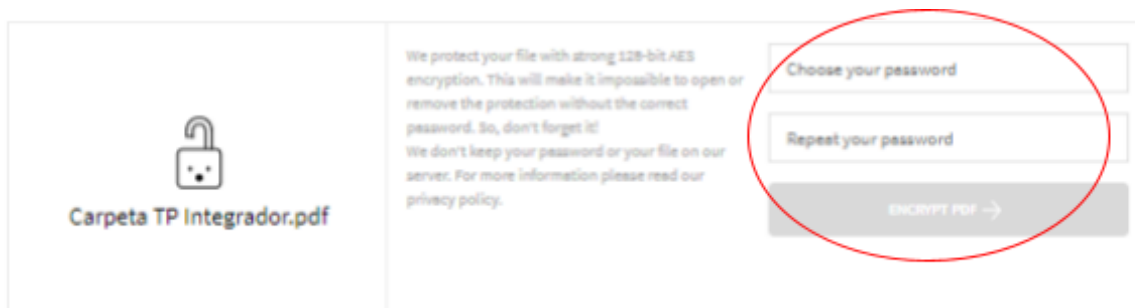 Carpeta TP Integrador.pdf
We protect your file with strong 128-bit AES
encryption. This will make it impossible to open or
remove the protection without the correct
password. So, don't forget it!
We don't keep your password or your file on our
server. For more information please read our
privacy policy.
Choose your password
Repeat your password
ENCRYPT PDF →